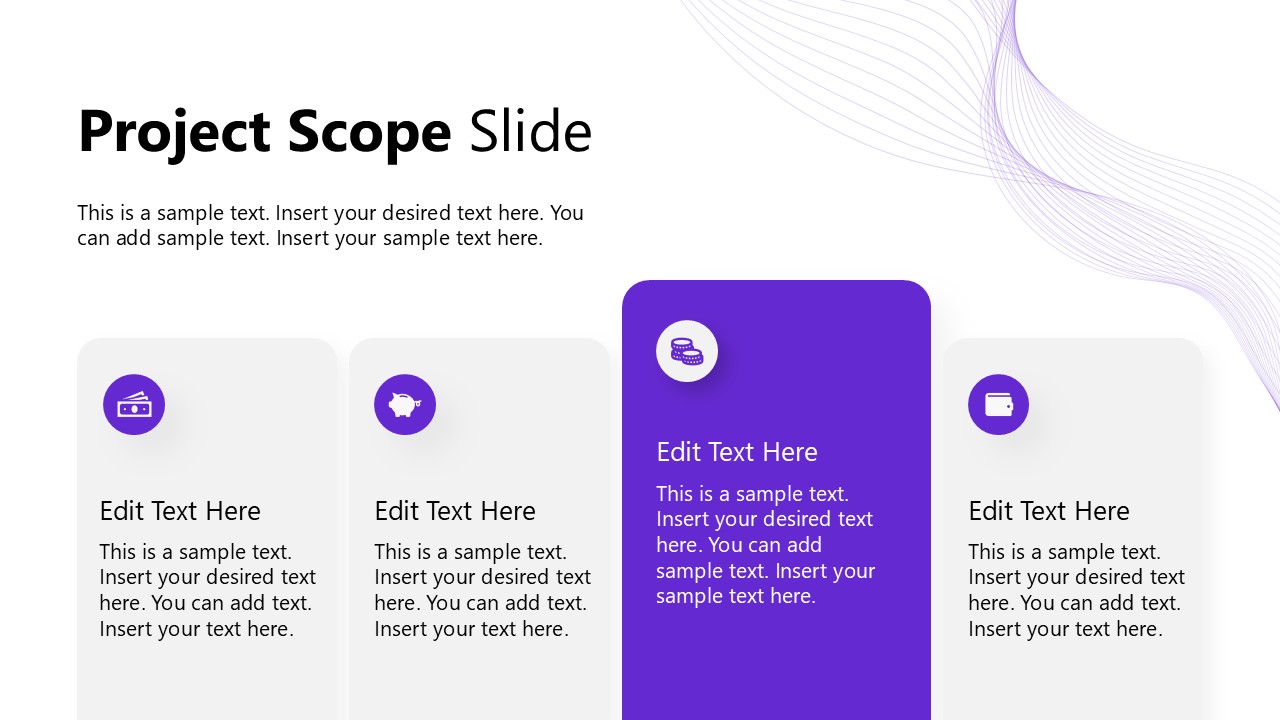 Project Scope Slide
This is a sample text. Insert your desired text here. You
can add sample text. Insert your sample text here.
Edit Text Here
This is a sample text.
Insert your desired text
here. You can add text.
Insert your text here.
Edit Text Here
This is a sample text.
Insert your desired text
here. You can add text.
Insert your text here.
Edit Text Here
This is a sample text.
Insert your desired text
here. You can add
sample text. Insert your
sample text here.
Edit Text Here
This is a sample text.
Insert your desired text
here. You can add text.
Insert your text here.